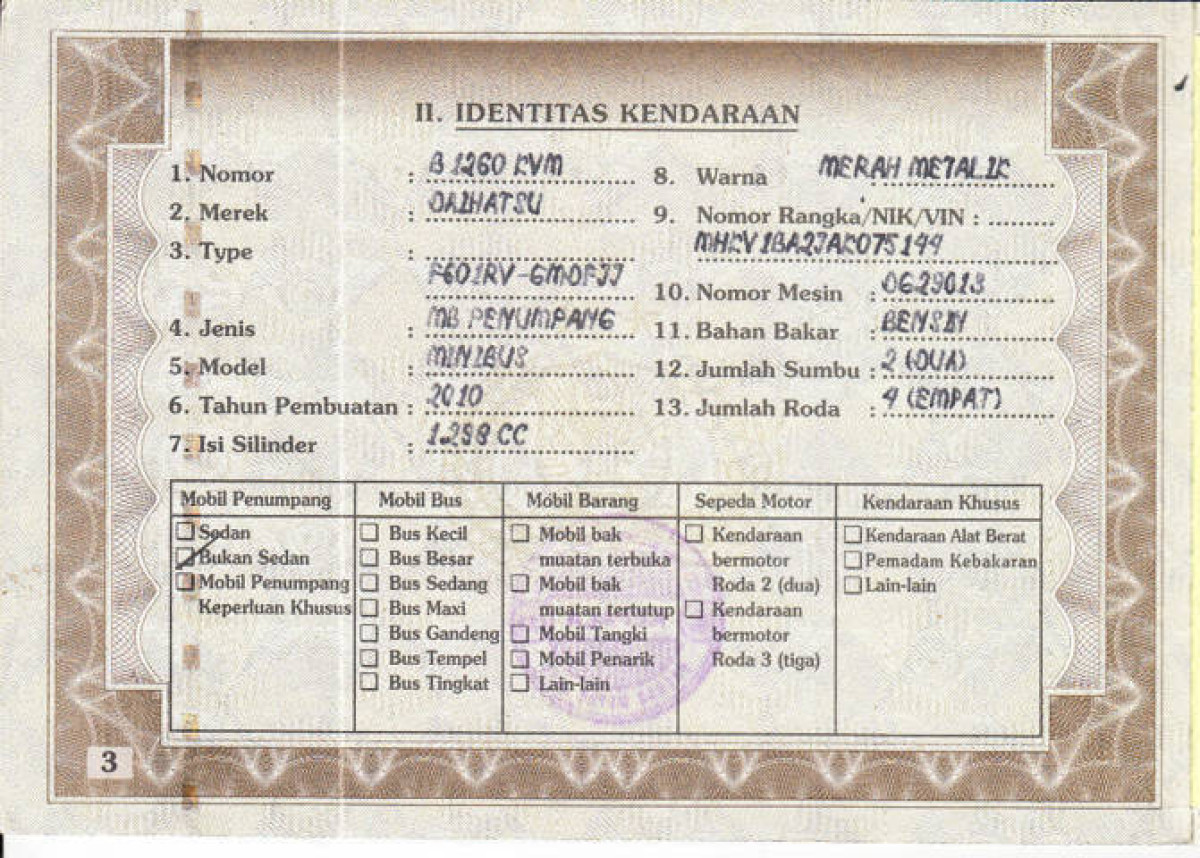 II. IDENTITAS KENDARAAN
1. Nomor : B 1260 KVM
2. Merek : DAIHATSU
3. Type :
F601RV-GMDFJJ
4. Jenis : MB PENUMPANG
5. Model : MINIBUS
6. Tahun Pembuatan : 2010
7. Isi Silinder : 1.298 CC
8. Warna : MERAH METALIK
9. Nomor Rangka/NIK/VIN :
MHKV1BA2JAK075144
10. Nomor Mesin :
11. Bahan Bakar : BENSIN
12. Jumlah Sumbu : 2 (DUA)
13. Jumlah Roda : 4 (EMPAT)
Mobil Penumpang
Sedan
Bukan Sedan
Mobil Penumpang
Keperluan Khusus
Mobil Bus
Bus Kecil
Bus Besar
Bus Sedang
Bus Maxi
Bus Gandeng
Bus Tempel
Bus Tingkat
Mobil Barang
Mobil bak
muatan terbuka
Mobil bak
muatan tertutup
Mobil Tangki
Mobil Penarik
Lain-lain
Sepeda Motor
Kendaraan
bermotor
Roda 2 (dua)
Kendaraan
bermotor
Roda 3 (tiga)
Kendaraan Khusus
Kendaraan Alat Berat
Pemadam Kebakaran
Lain-lain
3